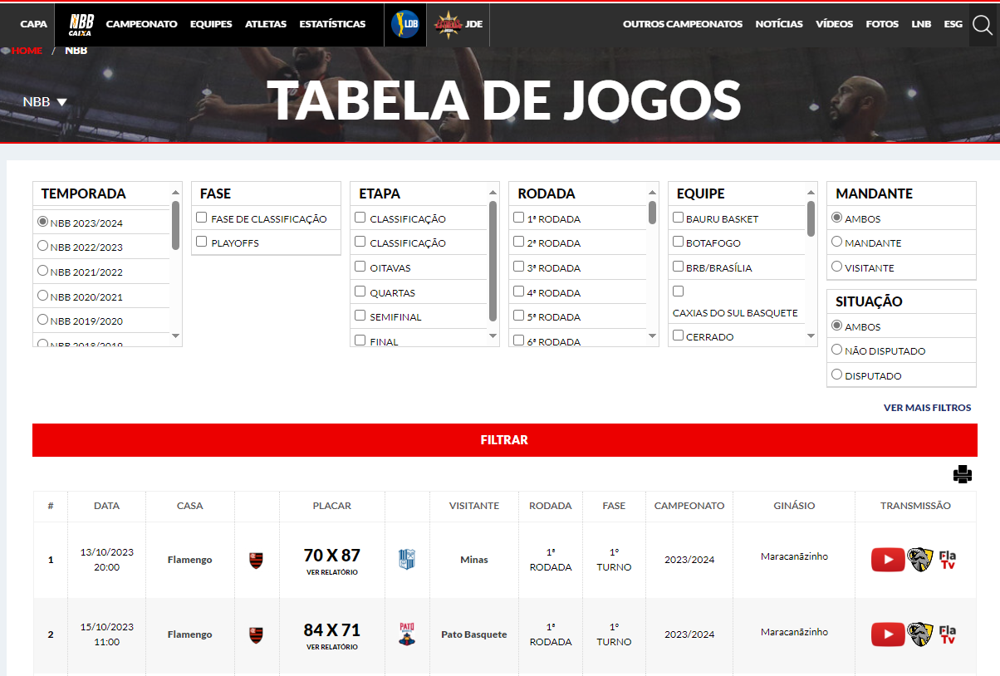 CAPA
NBB
CAIXA
CAMPEONATO EQUIPES ATLETAS ESTATÍSTICAS
LDB
JDE
OUTROS CAMPEONATOS NOTÍCIAS VÍDEOS FOTOS LNB ESG
HOME / NBB
NBB
TABELA DE JOGOS
TEMPORADA
NBB 2023/2024
NBB 2022/2023
NBB 2021/2022
NBB 2020/2021
NBB 2019/2020
NBB 2018/2019
FASE
FASE DE CLASSIFICAÇÃO
PLAYOFFS
ETAPA
CLASSIFICAÇÃO
CLASSIFICAÇÃO
OITAVAS
QUARTAS
SEMIFINAL
FINAL
RODADA
1ª RODADA
2ª RODADA
3ª RODADA
4ª RODADA
5ª RODADA
6ª RODADA
EQUIPE
BAURU BASKET
BOTAFOGO
BRB/BRASÍLIA
CAXIAS DO SUL BASQUETE
CERRADO
MANDANTE
AMBOS
MANDANTE
VISITANTE
SITUAÇÃO
AMBOS
NÃO DISPUTADO
DISPUTADO
VER MAIS FILTROS
FILTRAR
# DATA CASA PLACAR VISITANTE RODADA FASE CAMPEONATO GINÁSIO TRANSMISSÃO
1 13/10/2023 20:00 Flamengo 70 X 87 VER RELATÓRIO Minas 1ª RODADA 1º TURNO 2023/2024 Maracanãzinho Fla Tv
2 15/10/2023 11:00 Flamengo 84 X 71 VER RELATÓRIO PATO Pato Basquete 1ª RODADA 1º TURNO 2023/2024 Maracanãzinho Fla Tv